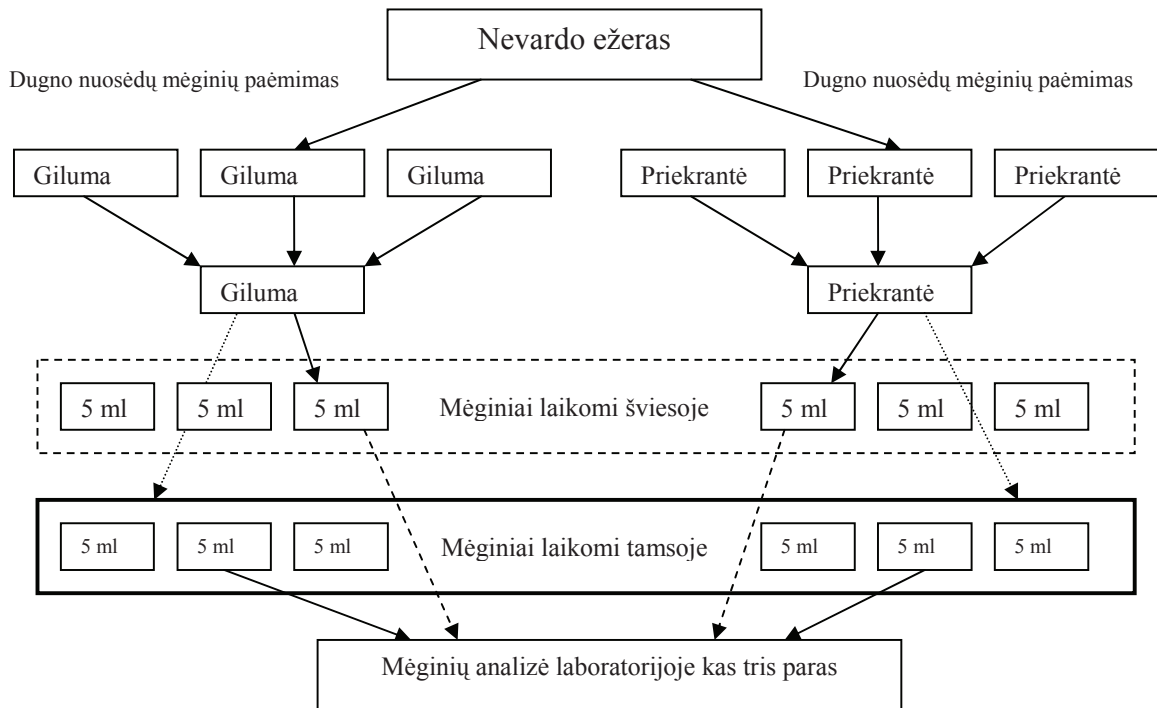 Nevardo ežeras
Dugno nuosėdų mėginių paėmimas
Dugno nuosėdų mėginių paėmimas
Giluma
Giluma
Giluma
Priekrantė
Priekrantė
Priekrantė
Giluma
Priekrantė
5 ml
5 ml
5 ml
Mėginiai laikomi šviesoje
5 ml
5 ml
5 ml
5 ml
5 ml
5 ml
Mėginiai laikomi tamsoje
5 ml
5 ml
5 ml
Mėginių analizė laboratorijoje kas tris paras